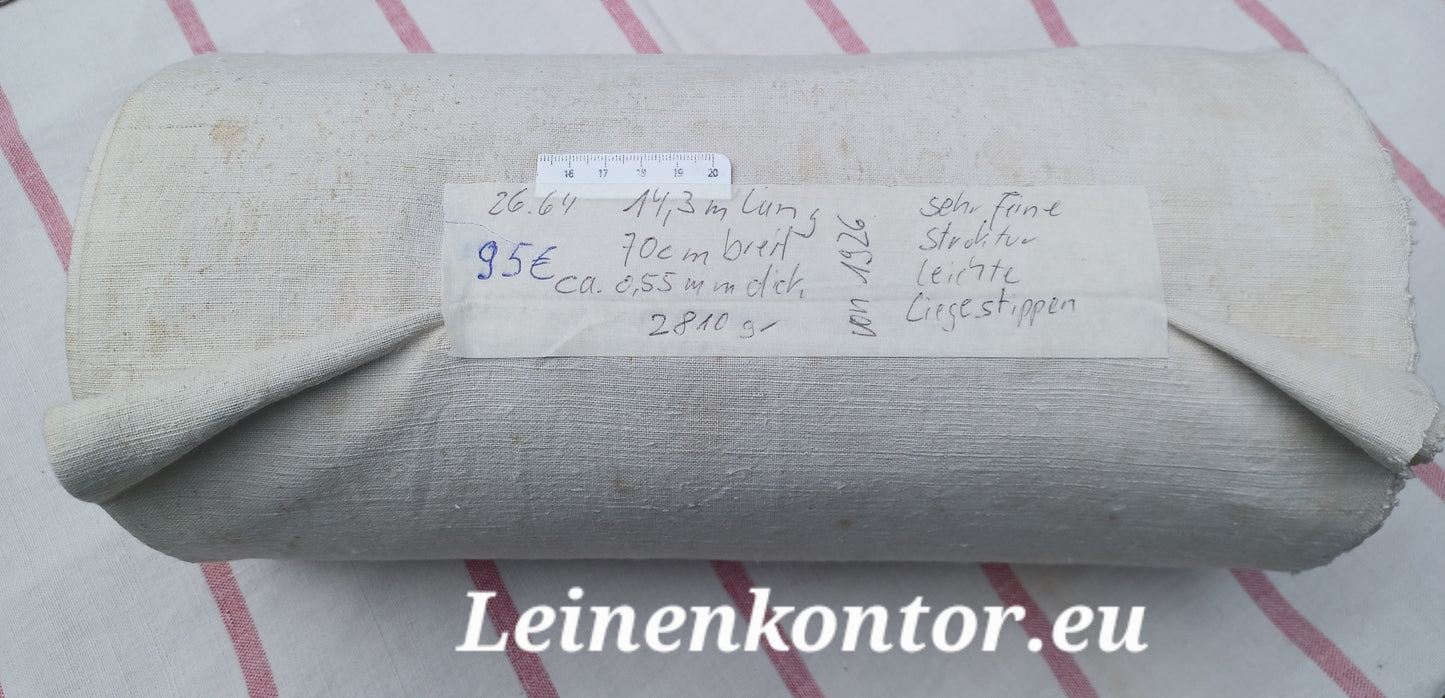 16 17 18 19 20
26.64 14,3 m lang
95€ 70cm breit
ca. 0,55 mm dick
2810 gr
von 1926
sehr feine
Struktur
leichte
Liegestippen
Leinenkontor.eu